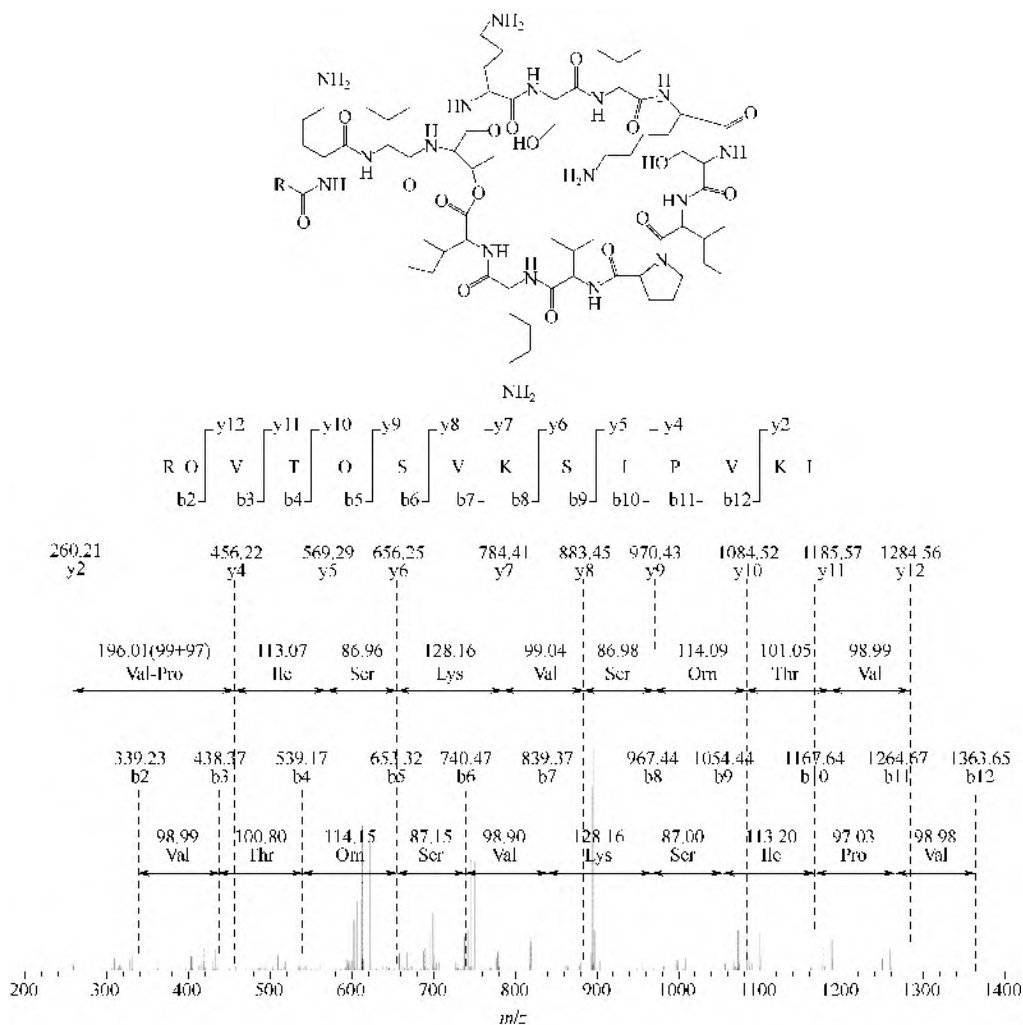 NH₂
NH₂
O
H
N
H
N
O
H
N
HN
O
N
H
O
O
HO
O
H
N
O
N
H
R
NH
O
O
HO
NH
H₂N
O
O
O
HN
O
O
NH
O
H
N
O
N
H
O
N
NH₂
y12 y11 y10 y9 y8 y7 y6 y5 y4 y2
R O V T O S V K S I P V K I
b2 b3 b4 b5 b6 b7 b8 b9 b10 b11 b12
260.21 456.22 569.29 656.25 784.41 883.45 970.43 1084.52 1185.57 1284.56
y2 y4 y5 y6 y7 y8 y9 y10 y11 y12
196.01(99+97) 113.07 86.96 128.16 99.04 86.98 114.09 101.05 98.99
Val-Pro Ile Ser Lys Val Ser Orn Thr Val
339.23 438.37 539.17 653.32 740.47 839.37 967.44 1054.44 1167.64 1264.67 1363.65
b2 b3 b4 b5 b6 b7 b8 b9 b10 b11 b12
98.99 100.80 114.15 87.15 98.90 128.16 87.00 113.20 97.03 98.98
Val Thr Orn Ser Val Lys Ser Ile Pro Val
200 300 400 500 600 700 800 900 1000 1100 1200 1300 1400
m/z